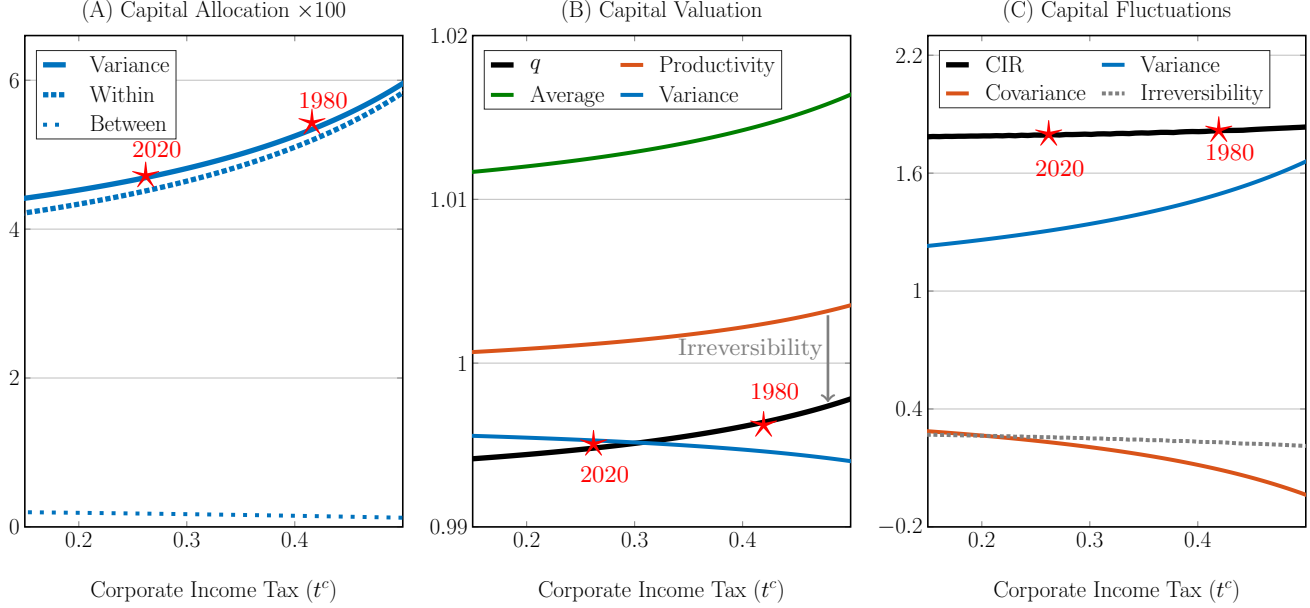 (A) Capital Allocation ×100
Variance
Within
Between
1980
2020
6
4
2
0
0.2
0.3
0.4
Corporate Income Tax (t^c)
(B) Capital Valuation
q
Productivity
Average
Variance
Irreversibility
1980
2020
1.02
1.01
1
0.99
0.2
0.3
0.4
Corporate Income Tax (t^c)
(C) Capital Fluctuations
CIR
Variance
Covariance
Irreversibility
1980
2020
2.2
1.6
1
0.4
−0.2
0.2
0.3
0.4
Corporate Income Tax (t^c)